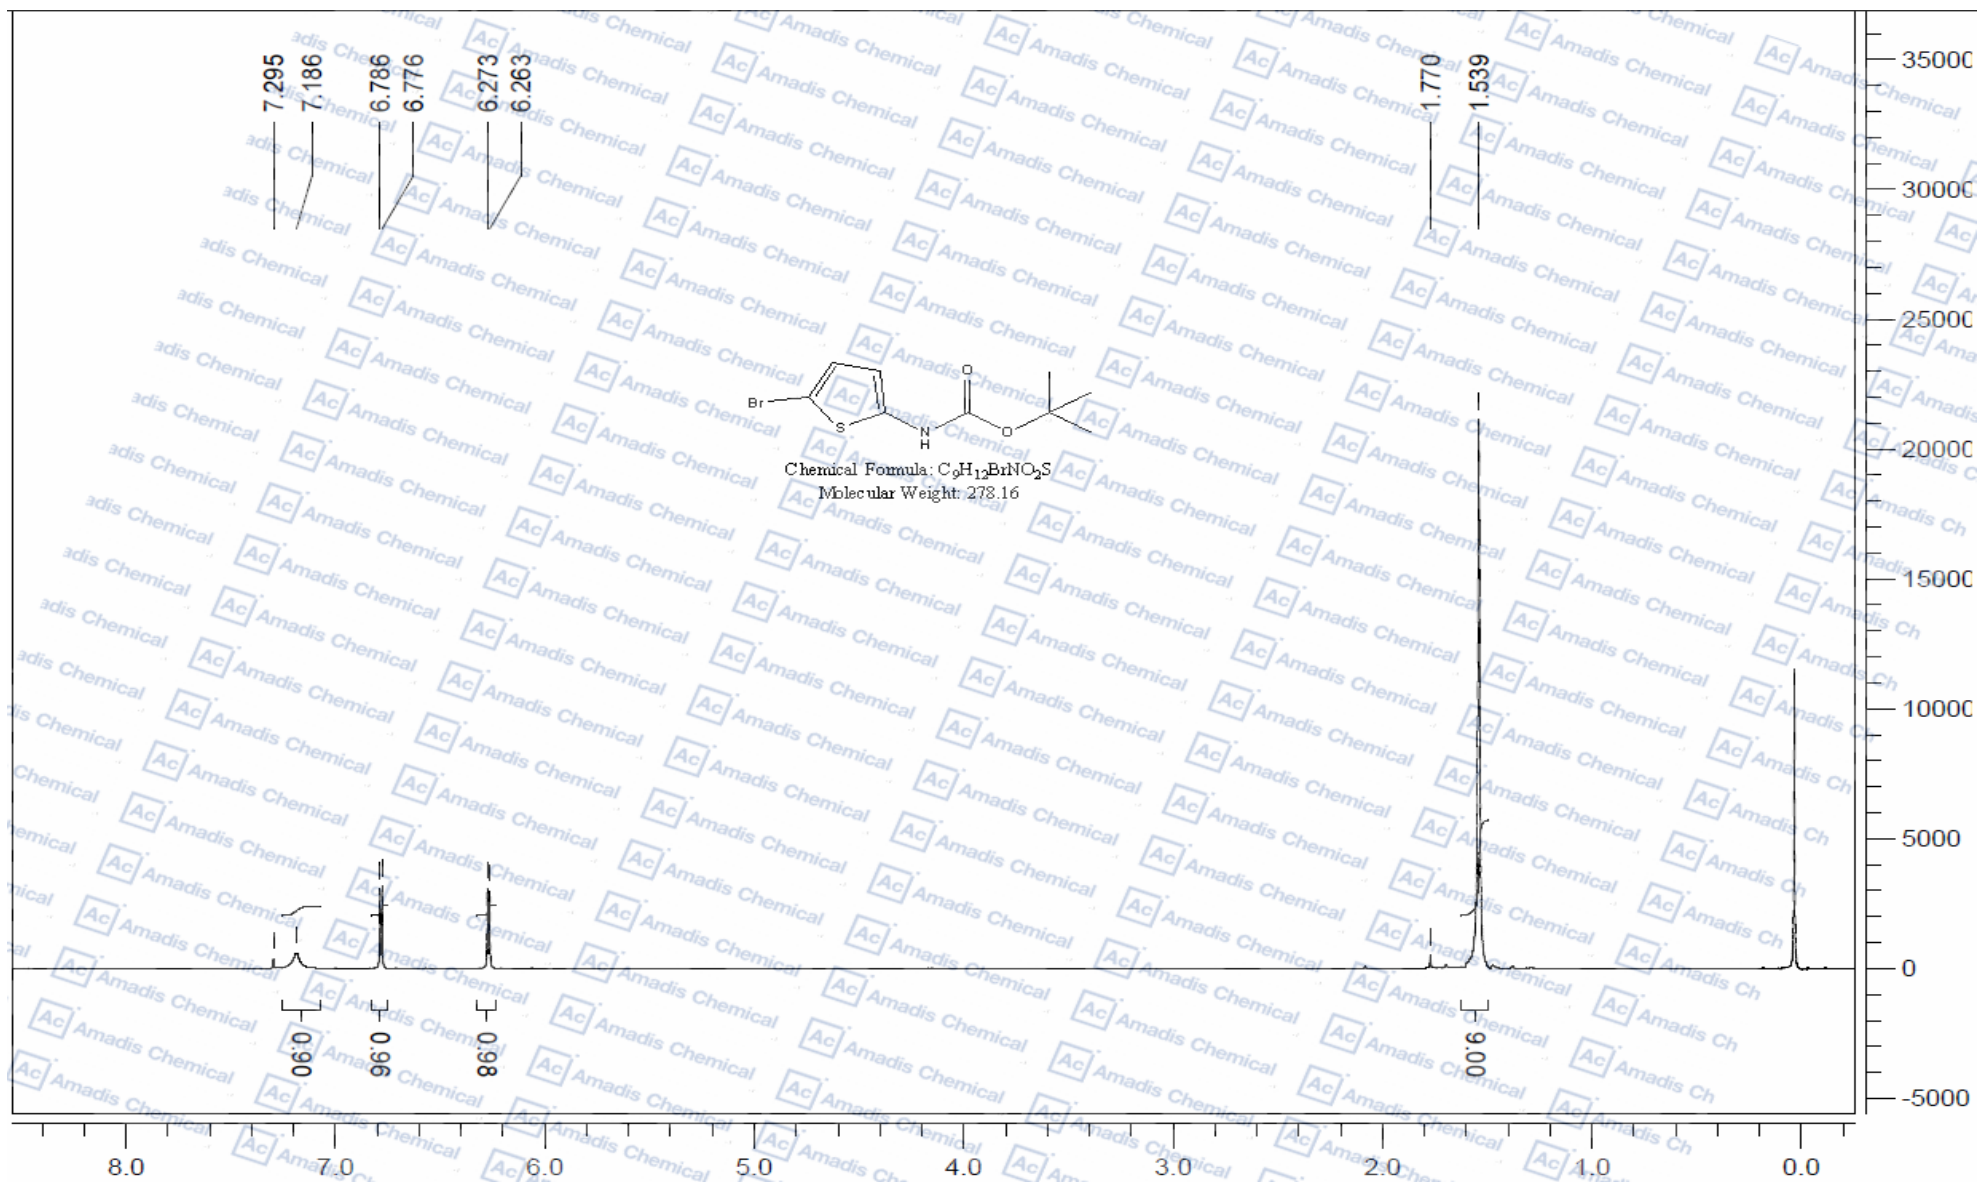 7.295
7.186
6.786
6.776
6.273
6.263
1.770
1.539
35000
30000
25000
20000
15000
10000
5000
0
-5000
Br
S
N
H
O
O
Chemical Formula: C₉H₁₂BrNO₂S
Molecular Weight: 278.16
0.90
0.96
0.98
9.00
8.0 7.0 6.0 5.0 4.0 3.0 2.0 1.0 0.0
Ac Amadis Chemical